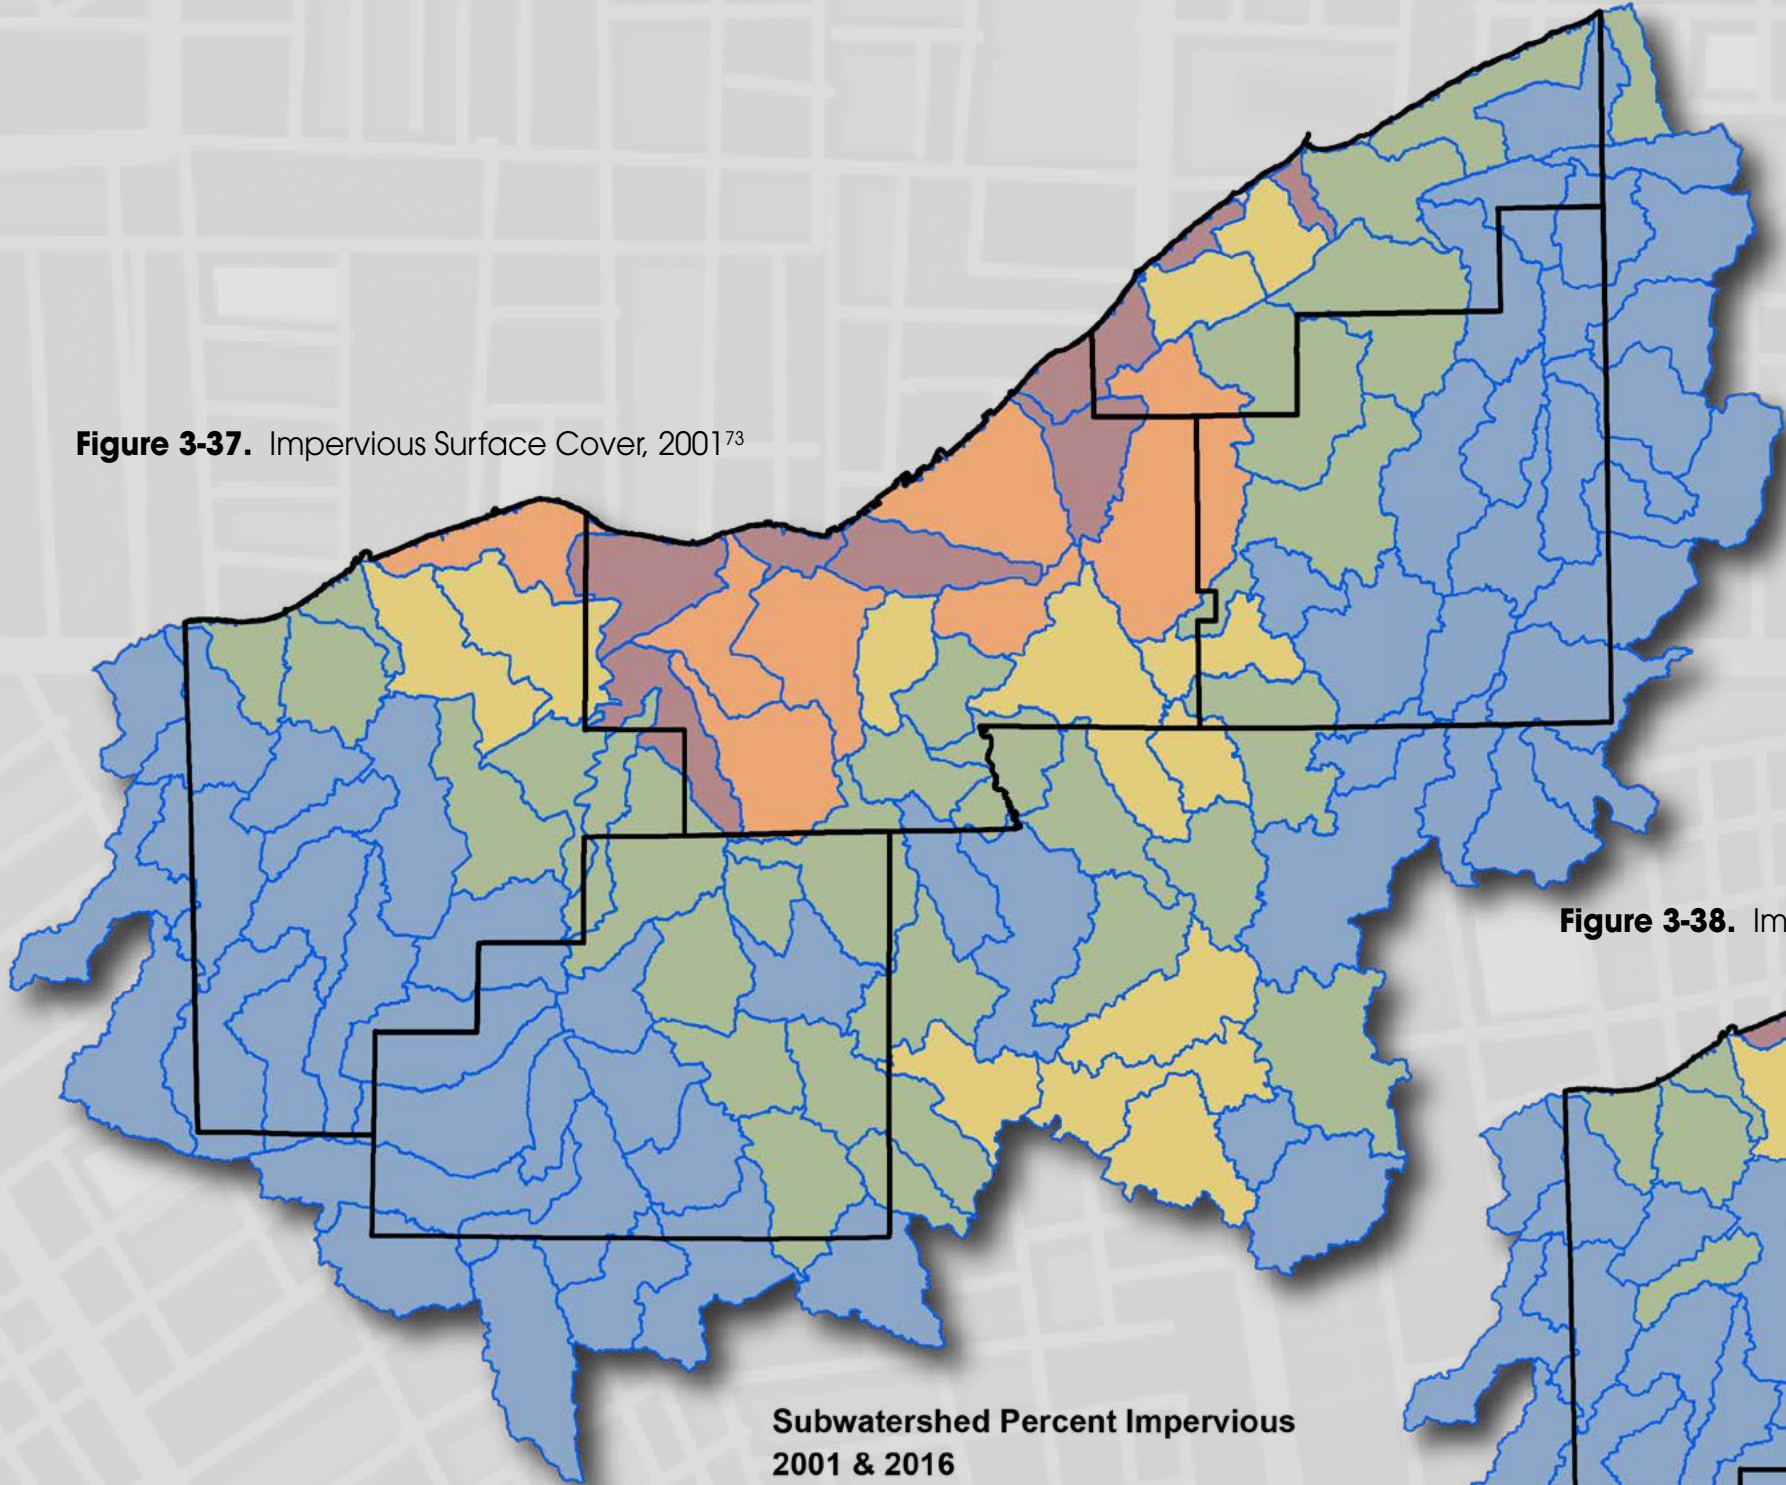 Figure 3-37. Impervious Surface Cover, 2001⁷³
Figure 3-38. Im
Subwatershed Percent Impervious
2001 & 2016